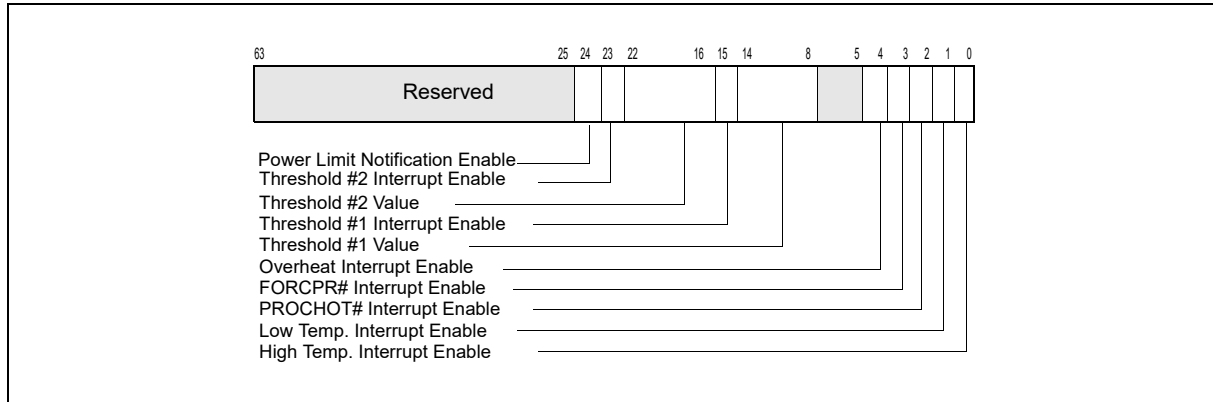 63 25 24 23 22 16 15 14 8 5 4 3 2 1 0
Reserved
Power Limit Notification Enable
Threshold #2 Interrupt Enable
Threshold #2 Value
Threshold #1 Interrupt Enable
Threshold #1 Value
Overheat Interrupt Enable
FORCPR# Interrupt Enable
PROCHOT# Interrupt Enable
Low Temp. Interrupt Enable
High Temp. Interrupt Enable